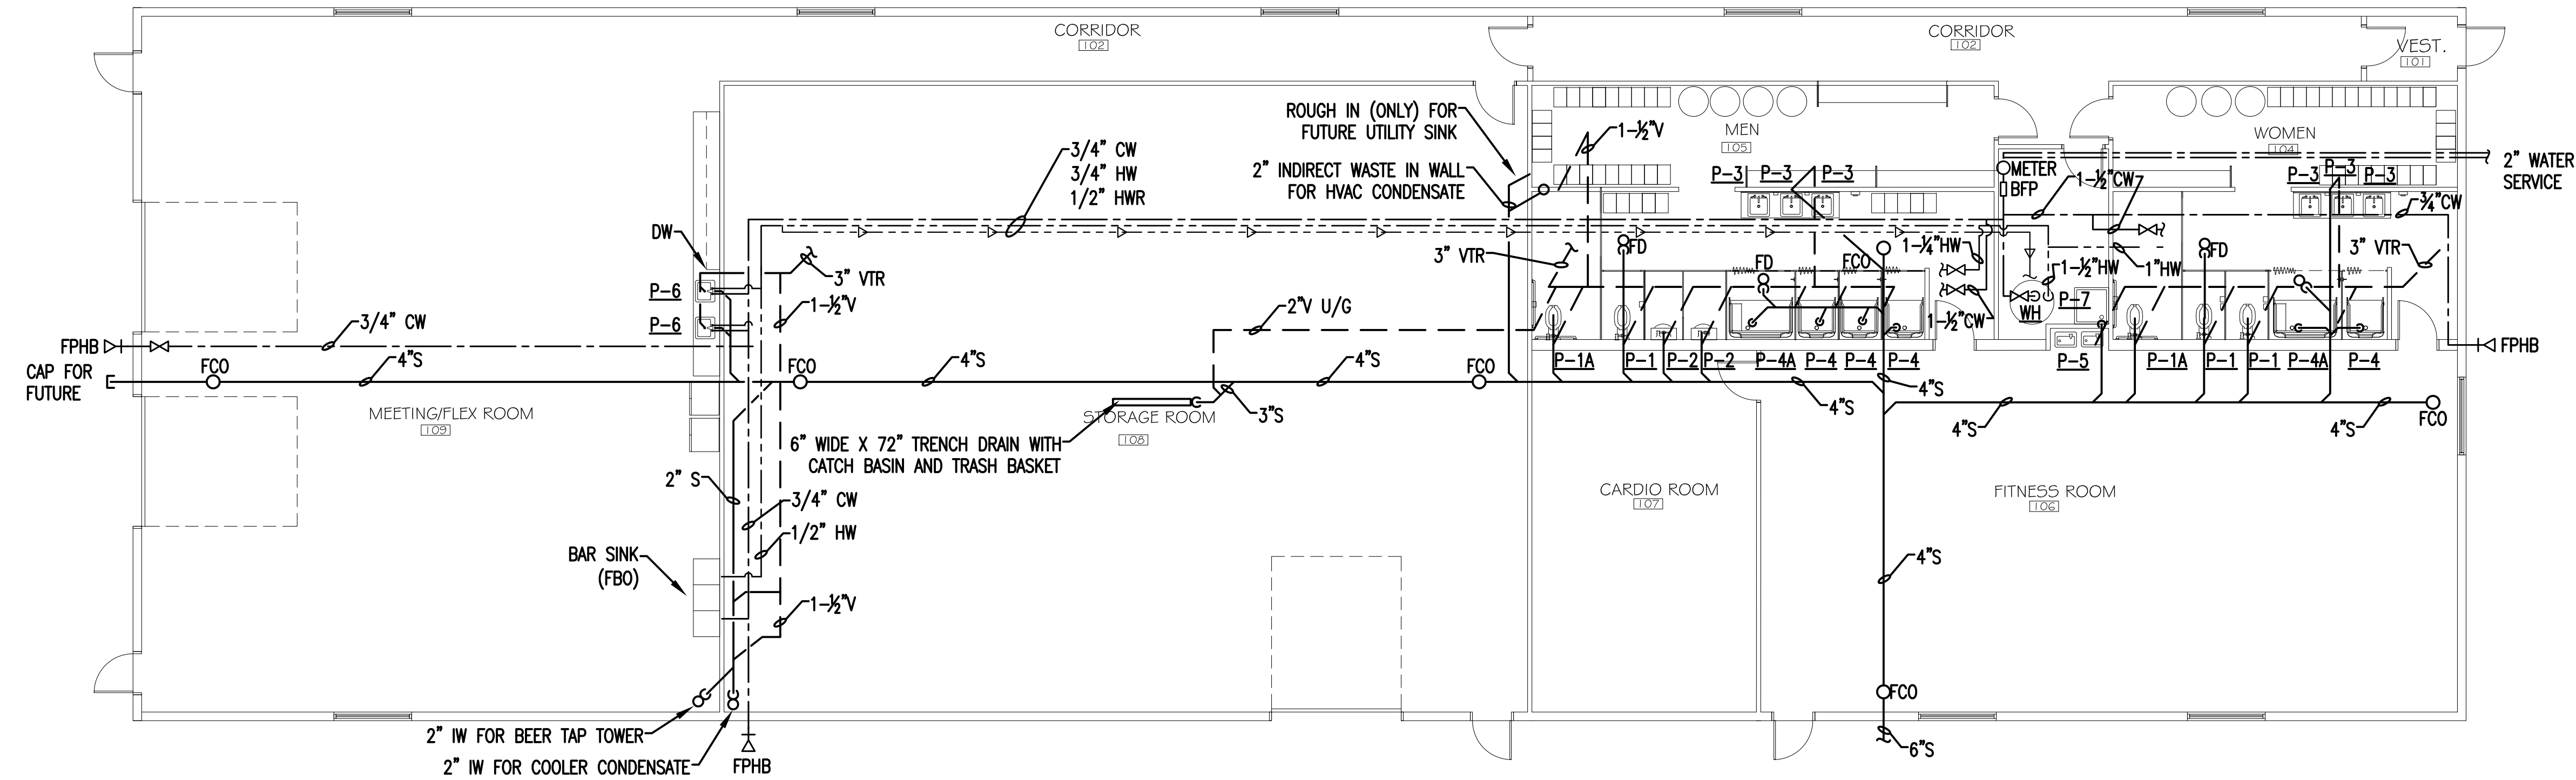 CORRIDOR
102
CORRIDOR
102
VEST.
101
ROUGH IN (ONLY) FOR
FUTURE UTILITY SINK
2" INDIRECT WASTE IN WALL
FOR HVAC CONDENSATE
1-½"V
MEN
105
WOMEN
104
3/4" CW
3/4" HW
1/2" HWR
P-3
P-3
P-3
METER
BFP
1-½"CW
P-3
P-3
P-3
2" WATER
SERVICE
¾"CW
DW
3" VTR
P-6
1-½"V
P-6
3" VTR
FD
FD
FCO
1-¼"HW
1-½"CW
1-½"HW
1"HW
WH
P-7
FD
3" VTR
FPHB
3/4" CW
2"V U/G
FPHB
CAP FOR
FUTURE
FCO
4"S
FCO
4"S
4"S
FCO
P-1A
P-1
P-2
P-2
P-4A
P-4
P-4
P-4
P-5
P-1A
P-1
P-1
P-4A
P-4
4"S
4"S
4"S
4"S
FCO
3"S
MEETING/FLEX ROOM
109
STORAGE ROOM
108
6" WIDE X 72" TRENCH DRAIN WITH
CATCH BASIN AND TRASH BASKET
2" S
3/4" CW
1/2" HW
CARDIO ROOM
107
FITNESS ROOM
106
BAR SINK
(FBO)
1-½"V
4"S
FCO
6"S
2" IW FOR BEER TAP TOWER
2" IW FOR COOLER CONDENSATE
FPHB